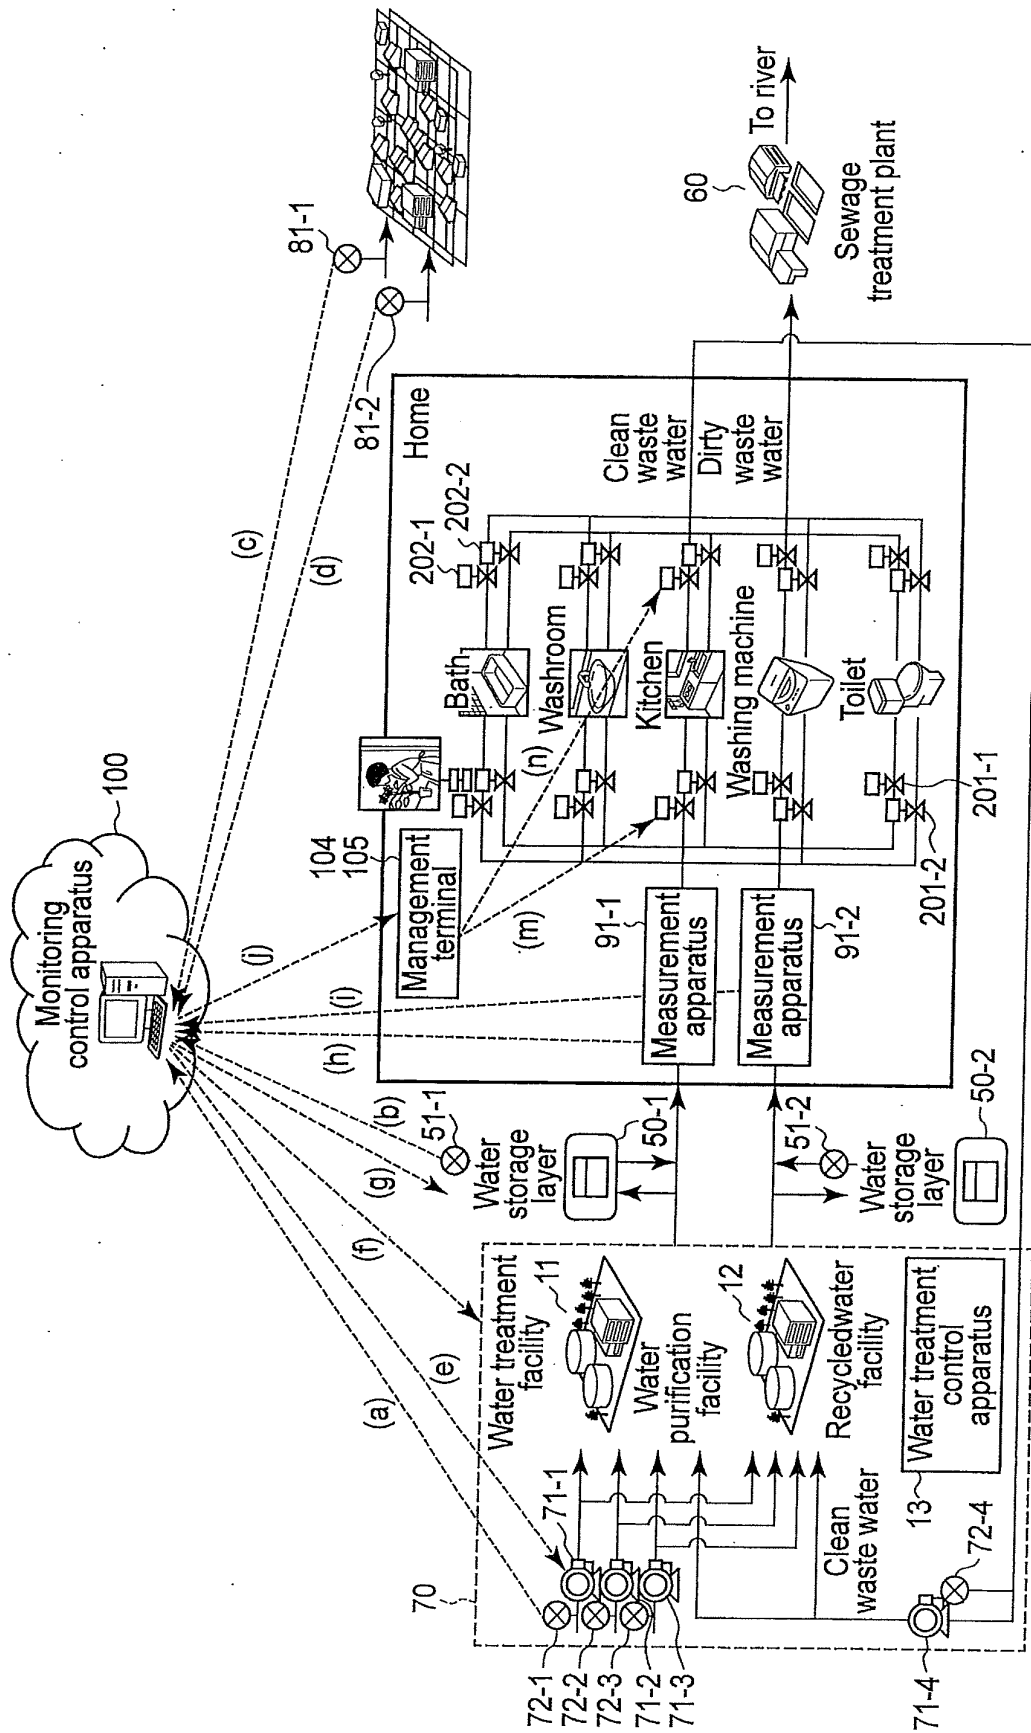 Monitoring
control apparatus
100
(a)
(e)
(f)
(g)
(b)
(h)
(i)
(j)
(c)
(d)
81-1
81-2
70
Water treatment
facility
11
Water
purification
facility
12
Recycledwater
facility
13
Water treatment
control
apparatus
Clean
waste water
72-1
72-2
72-3
71-1
71-2
71-3
71-4
72-4
51-1
Water
storage
layer
50-1
51-2
Water
storage
layer
50-2
Home
104
105
Management
terminal
(m)
(n)
91-1
Measurement
apparatus
Measurement
apparatus
91-2
Bath
Washroom
Kitchen
Washing machine
Toilet
201-1
201-2
202-1
202-2
Clean
waste
water
Dirty
waste
water
60
To river
Sewage
treatment plant